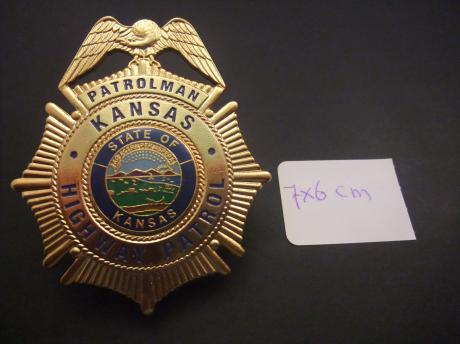 PATROLMAN
KANSAS
STATE OF
KANSAS
HIGHWAY PATROL
7x6 cm